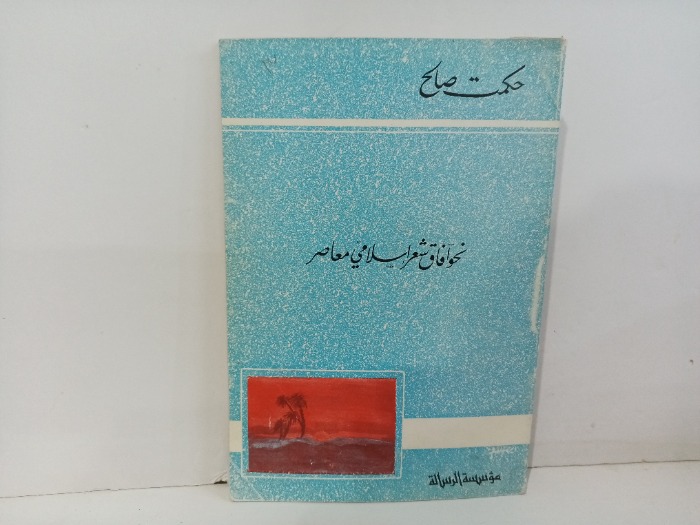 حكمت صالح
نحو آفاق شعر إسلامي معاصر
مؤسسة الرسالة